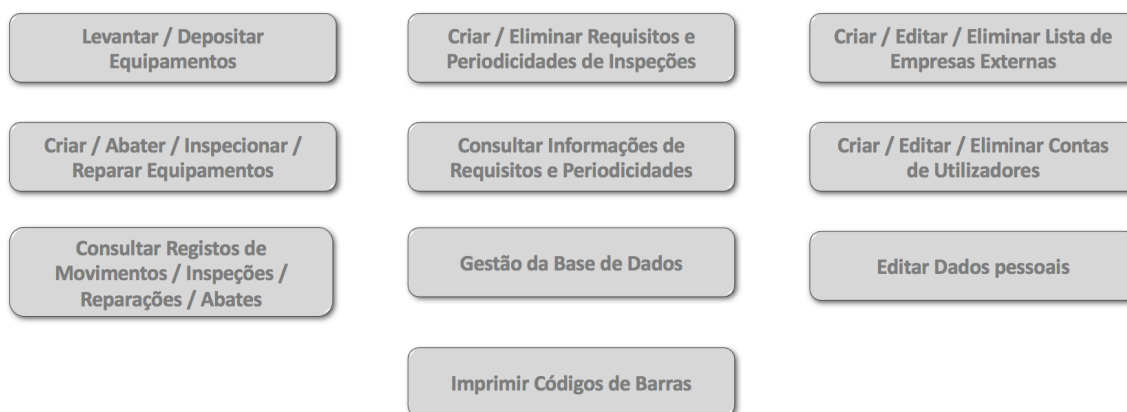 Levantar / Depositar
Equipamentos
Criar / Eliminar Requisitos e
Periodicidades de Inspeções
Criar / Editar / Eliminar Lista de
Empresas Externas
Criar / Abater / Inspecionar /
Reparar Equipamentos
Consultar Informações de
Requisitos e Periodicidades
Criar / Editar / Eliminar Contas
de Utilizadores
Consultar Registos de
Movimentos / Inspeções /
Reparações / Abates
Gestão da Base de Dados
Editar Dados pessoais
Imprimir Códigos de Barras